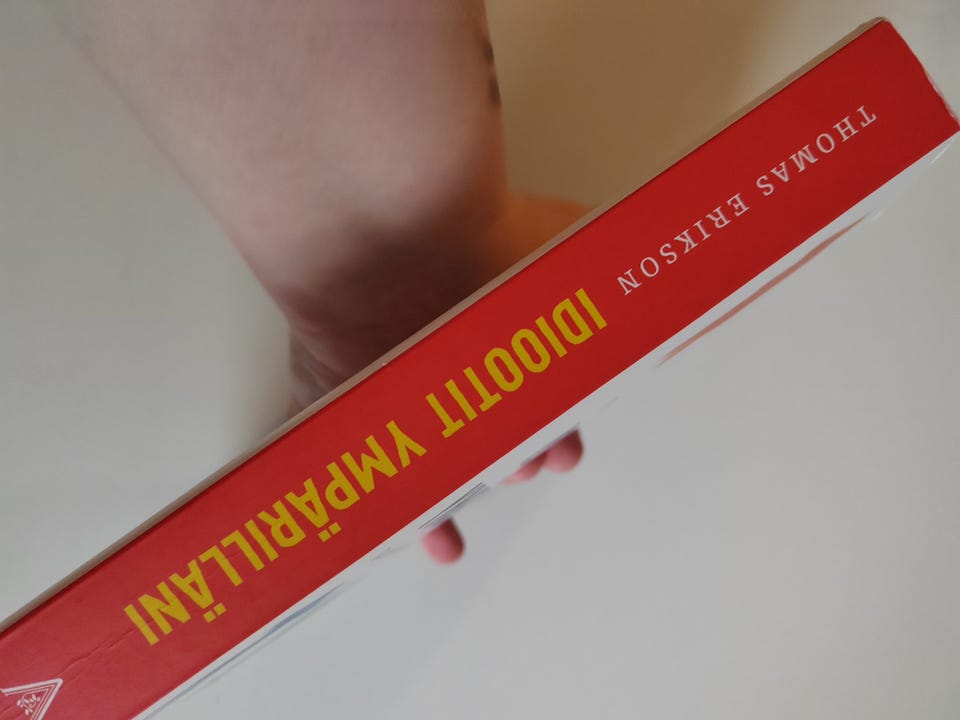 THOMAS ERIKSON
IDIOOTIT YMPÄRILLÄNI